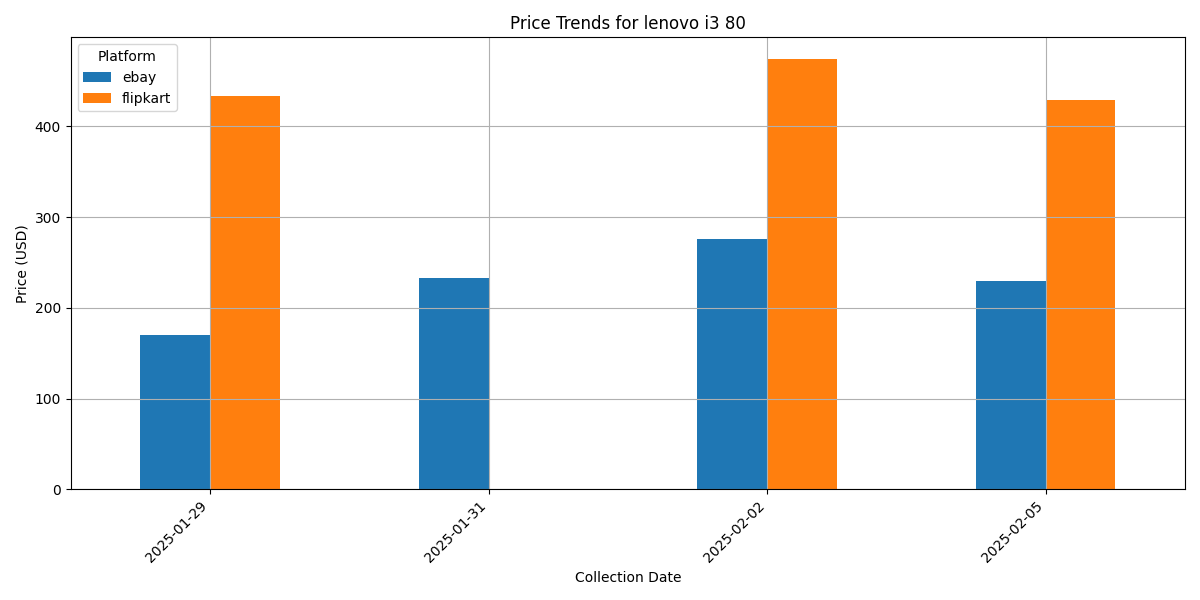 Price Trends for lenovo i3 80
Platform
ebay
flipkart
Price (USD)
400
300
200
100
0
2025-01-29
2025-01-31
2025-02-02
2025-02-05
Collection Date